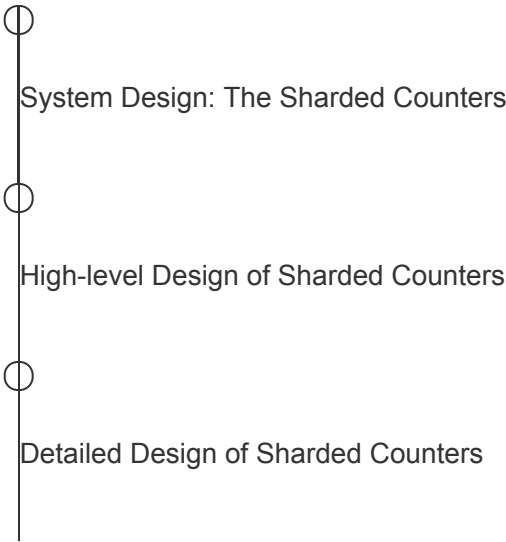 System Design: The Sharded Counters
High-level Design of Sharded Counters
Detailed Design of Sharded Counters